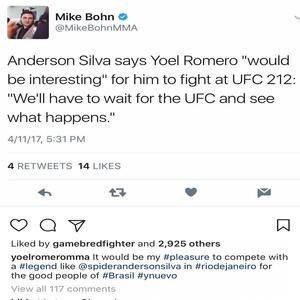 Mike Bohn
@MikeBohnMMA
Anderson Silva says Yoel Romero "would
be interesting" for him to fight at UFC 212:
"We'll have to wait for the UFC and see
what happens."
4/11/17, 5:31 PM
4 RETWEETS 14 LIKES
Liked by gamebredfighter and 2,925 others
yoelromeromma It would be my #pleasure to compete with
a #legend like @spiderandersonsilva in #riodejaneiro for
the good people of #Brasil #ynuevo
View all 117 comments